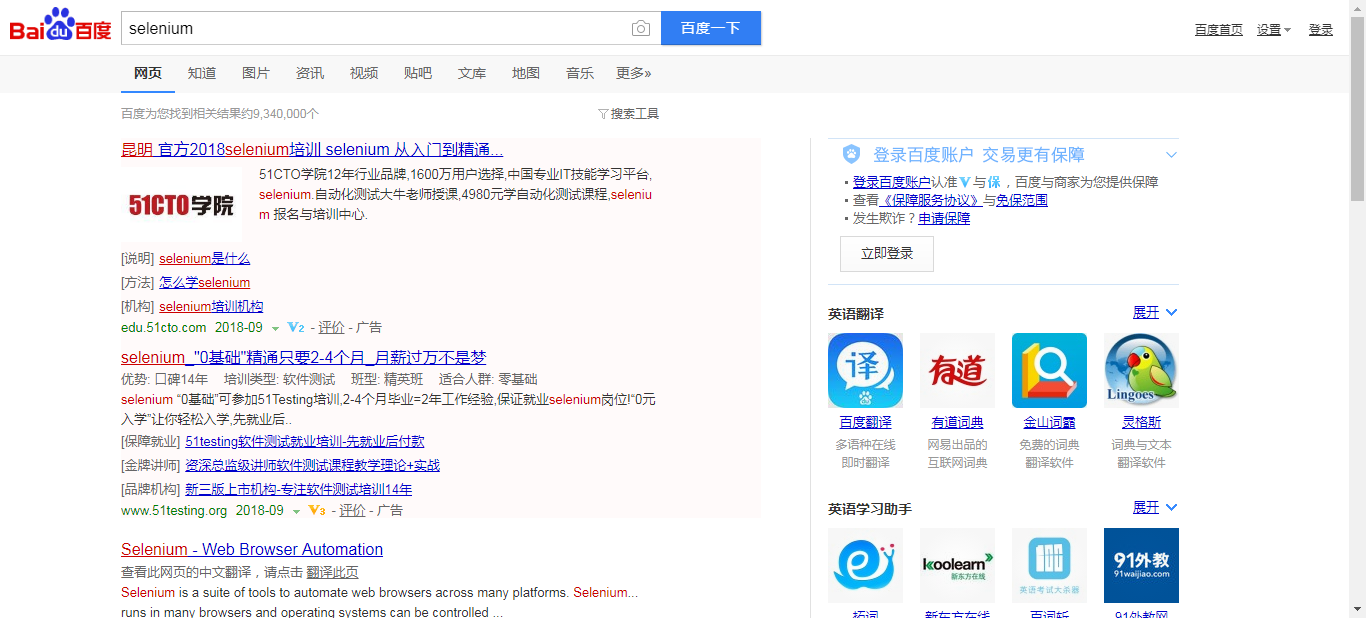 Bai du 百度 selenium 百度一下 百度首页 设置 登录
网页 知道 图片 资讯 视频 贴吧 文库 地图 音乐 更多»
百度为您找到相关结果约9,340,000个 搜索工具
昆明 官方2018selenium培训| selenium 从入门到精通...
51CTO学院
51CTO学院12年行业品牌,1600万用户选择,中国专业IT技能学习平台,
selenium.自动化测试大牛老师授课,4980元学自动化测试课程,seleniu
m 报名与培训中心.
[说明] selenium是什么
[方法] 怎么学selenium
[机构] selenium培训机构
edu.51cto.com 2018-09 V2 - 评价 - 广告
selenium_"0基础"精通只要2-4个月_月薪过万不是梦
优势: 口碑14年 培训类型: 软件测试 班型: 精英班 适合人群: 零基础
selenium “0基础”可参加51Testing培训,2-4个月毕业=2年工作经验,保证就业selenium岗位!“0元
入学”让你轻松入学,先就业后..
[保障就业] 51testing软件测试就业培训-先就业后付款
[金牌讲师] 资深总监级讲师软件测试课程教学理论+实战
[品牌机构] 新三版上市机构-专注软件测试培训14年
www.51testing.org 2018-09 V3 - 评价 - 广告
Selenium - Web Browser Automation
查看此网页的中文翻译，请点击 翻译此页
Selenium is a suite of tools to automate web browsers across many platforms. Selenium...
runs in many browsers and operating systems can be controlled ...
登录百度账户 交易更有保障
登录百度账户认准V与保，百度与商家为您提供保障
查看《保障服务协议》与免保范围
发生欺诈？申请保障
立即登录
英语翻译 展开
译 有道 Lingoes
百度翻译 有道词典 金山词霸 灵格斯
多语种在线 网易出品的 免费的词典 词典与文本
即时翻译 互联网词典 翻译软件 翻译软件
英语学习助手 展开
koolearn 新东方在线 100 英语考试大杀器 91外教 91waijiao.com
拓词 新东方在线 百词斩 91外教网